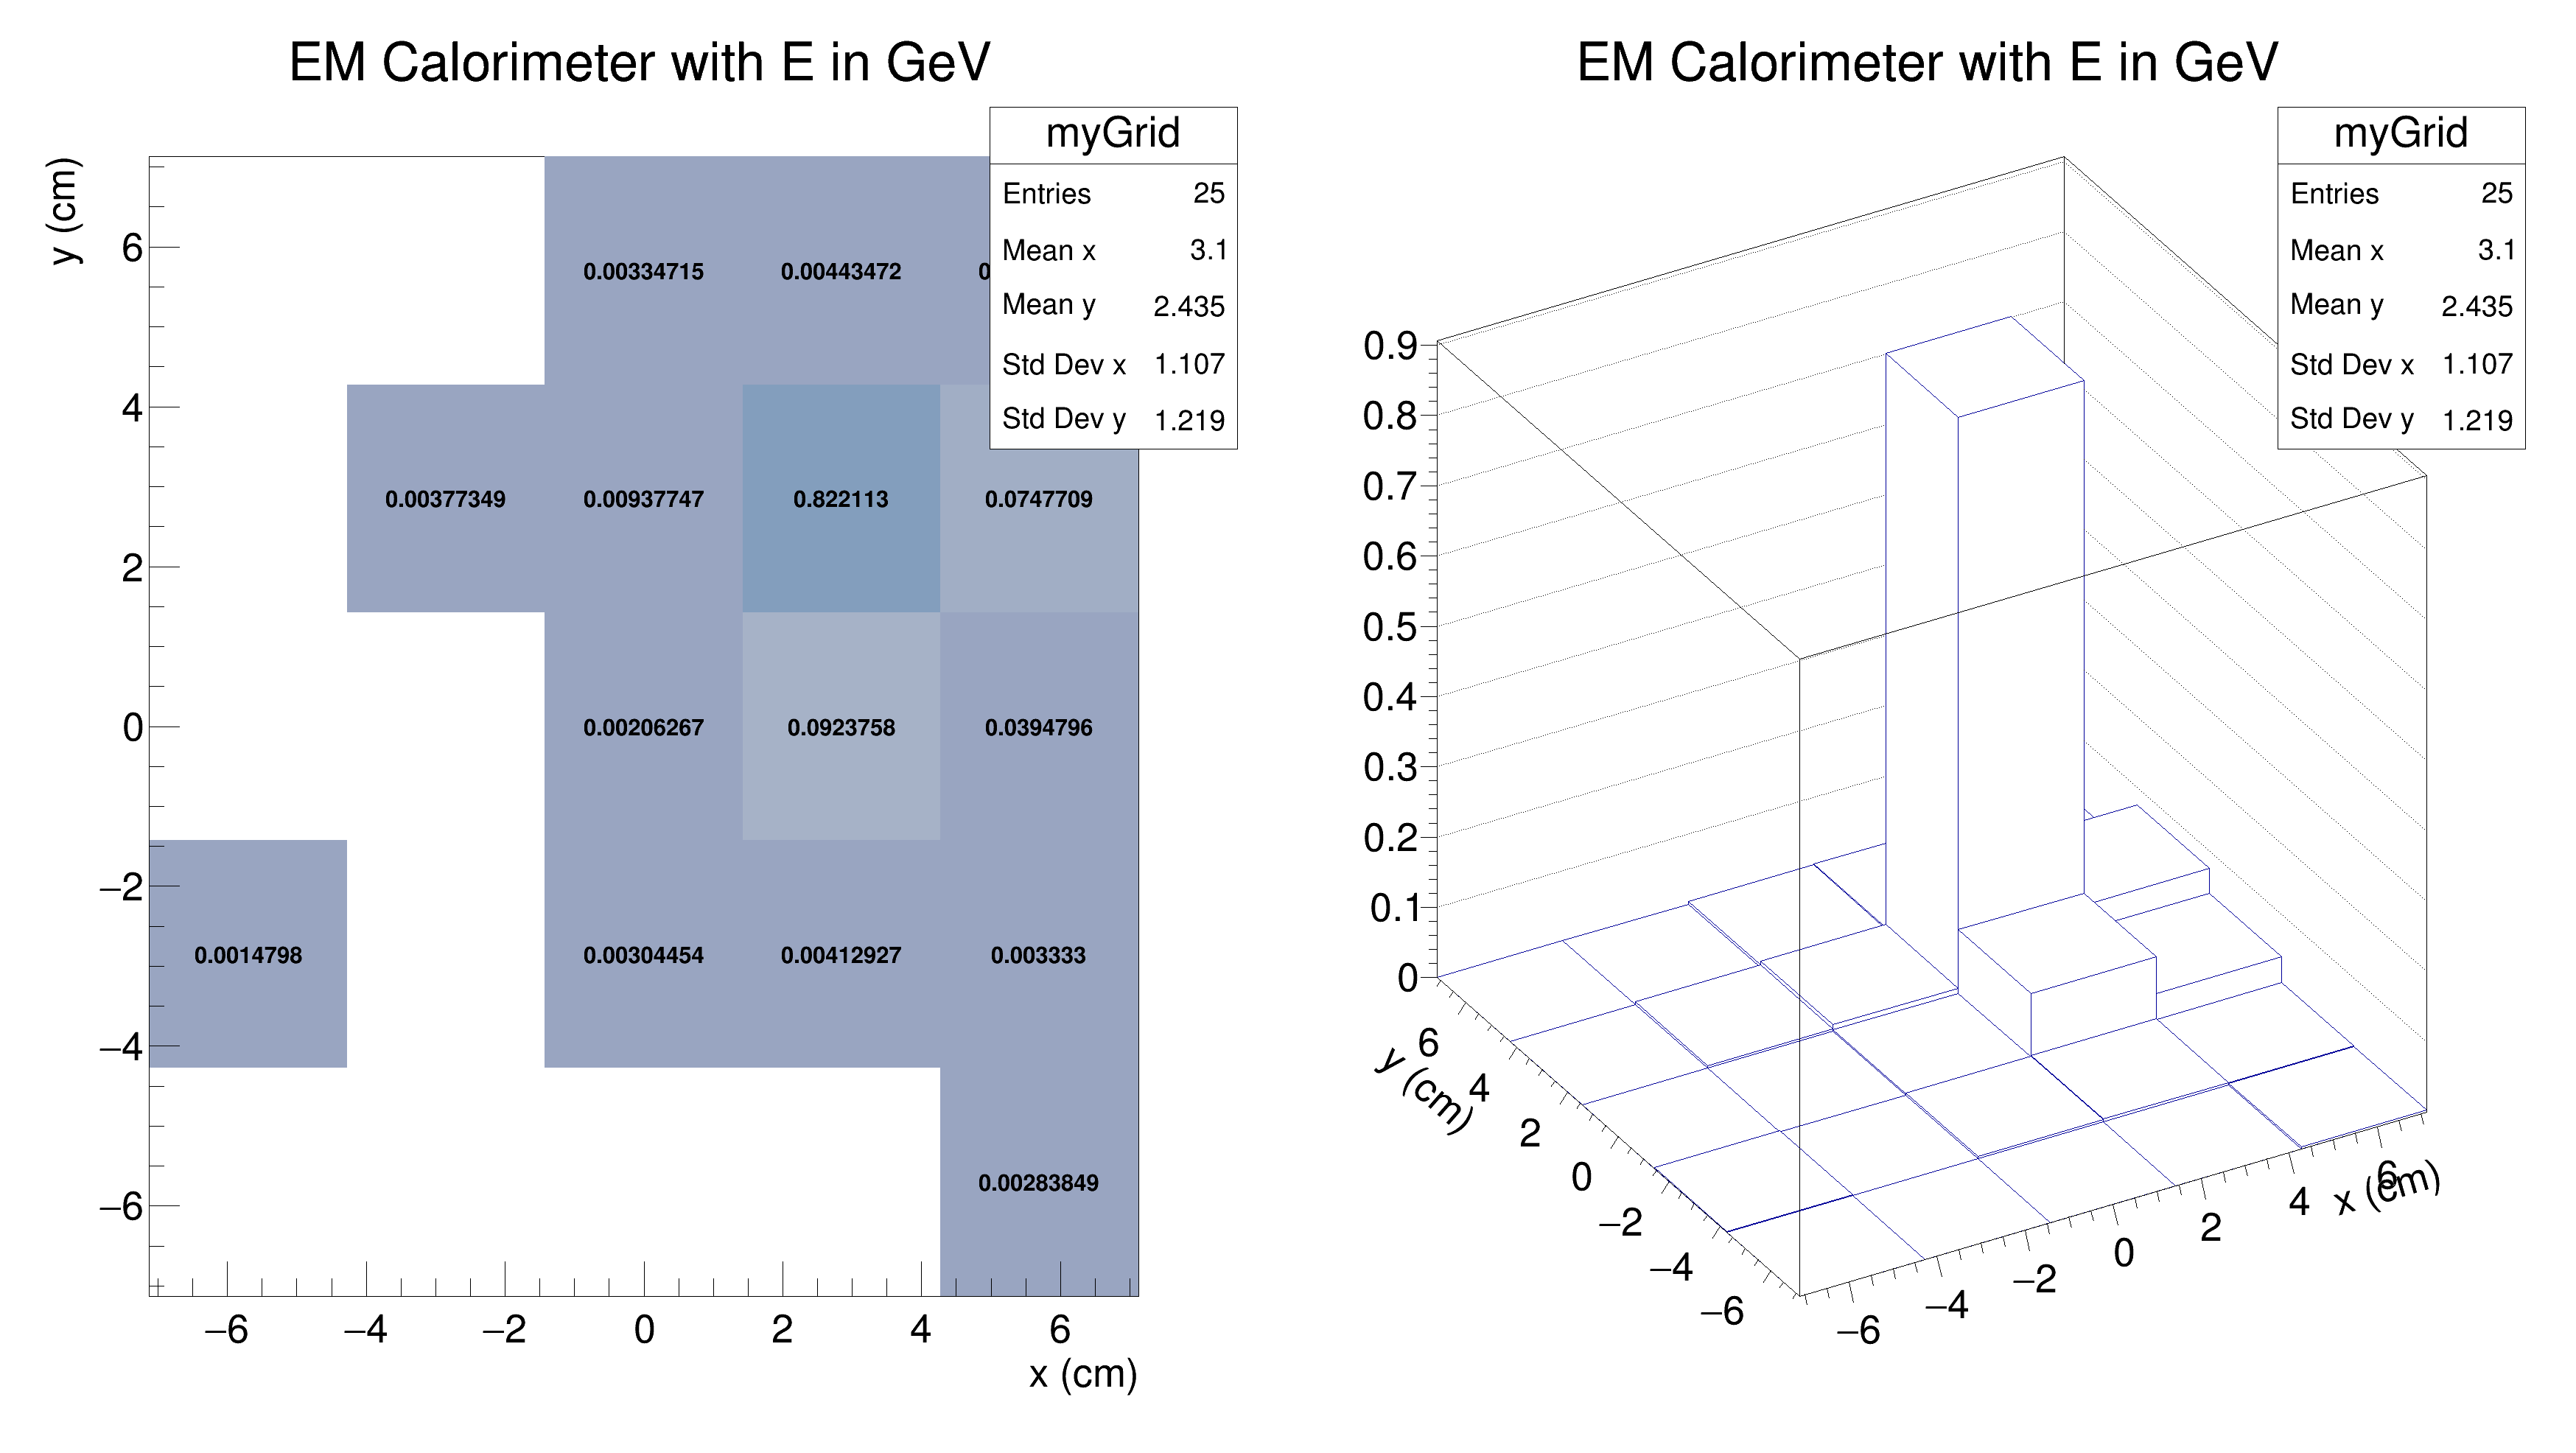 EM Calorimeter with E in GeV
y (cm)
6
4
2
0
−2
−4
−6
−6 −4 −2 0 2 4 6
x (cm)
0.00334715 0.00443472
0.00377349 0.00937747 0.822113 0.0747709
0.00206267 0.0923758 0.0394796
0.0014798 0.00304454 0.00412927 0.003333
0.00283849
myGrid
Entries 25
Mean x 3.1
Mean y 2.435
Std Dev x 1.107
Std Dev y 1.219
EM Calorimeter with E in GeV
0.9
0.8
0.7
0.6
0.5
0.4
0.3
0.2
0.1
0
6
4
2
0
−2
−4
−6
y (cm)
−6 −4 −2 0 2 4 6
x (cm)
myGrid
Entries 25
Mean x 3.1
Mean y 2.435
Std Dev x 1.107
Std Dev y 1.219